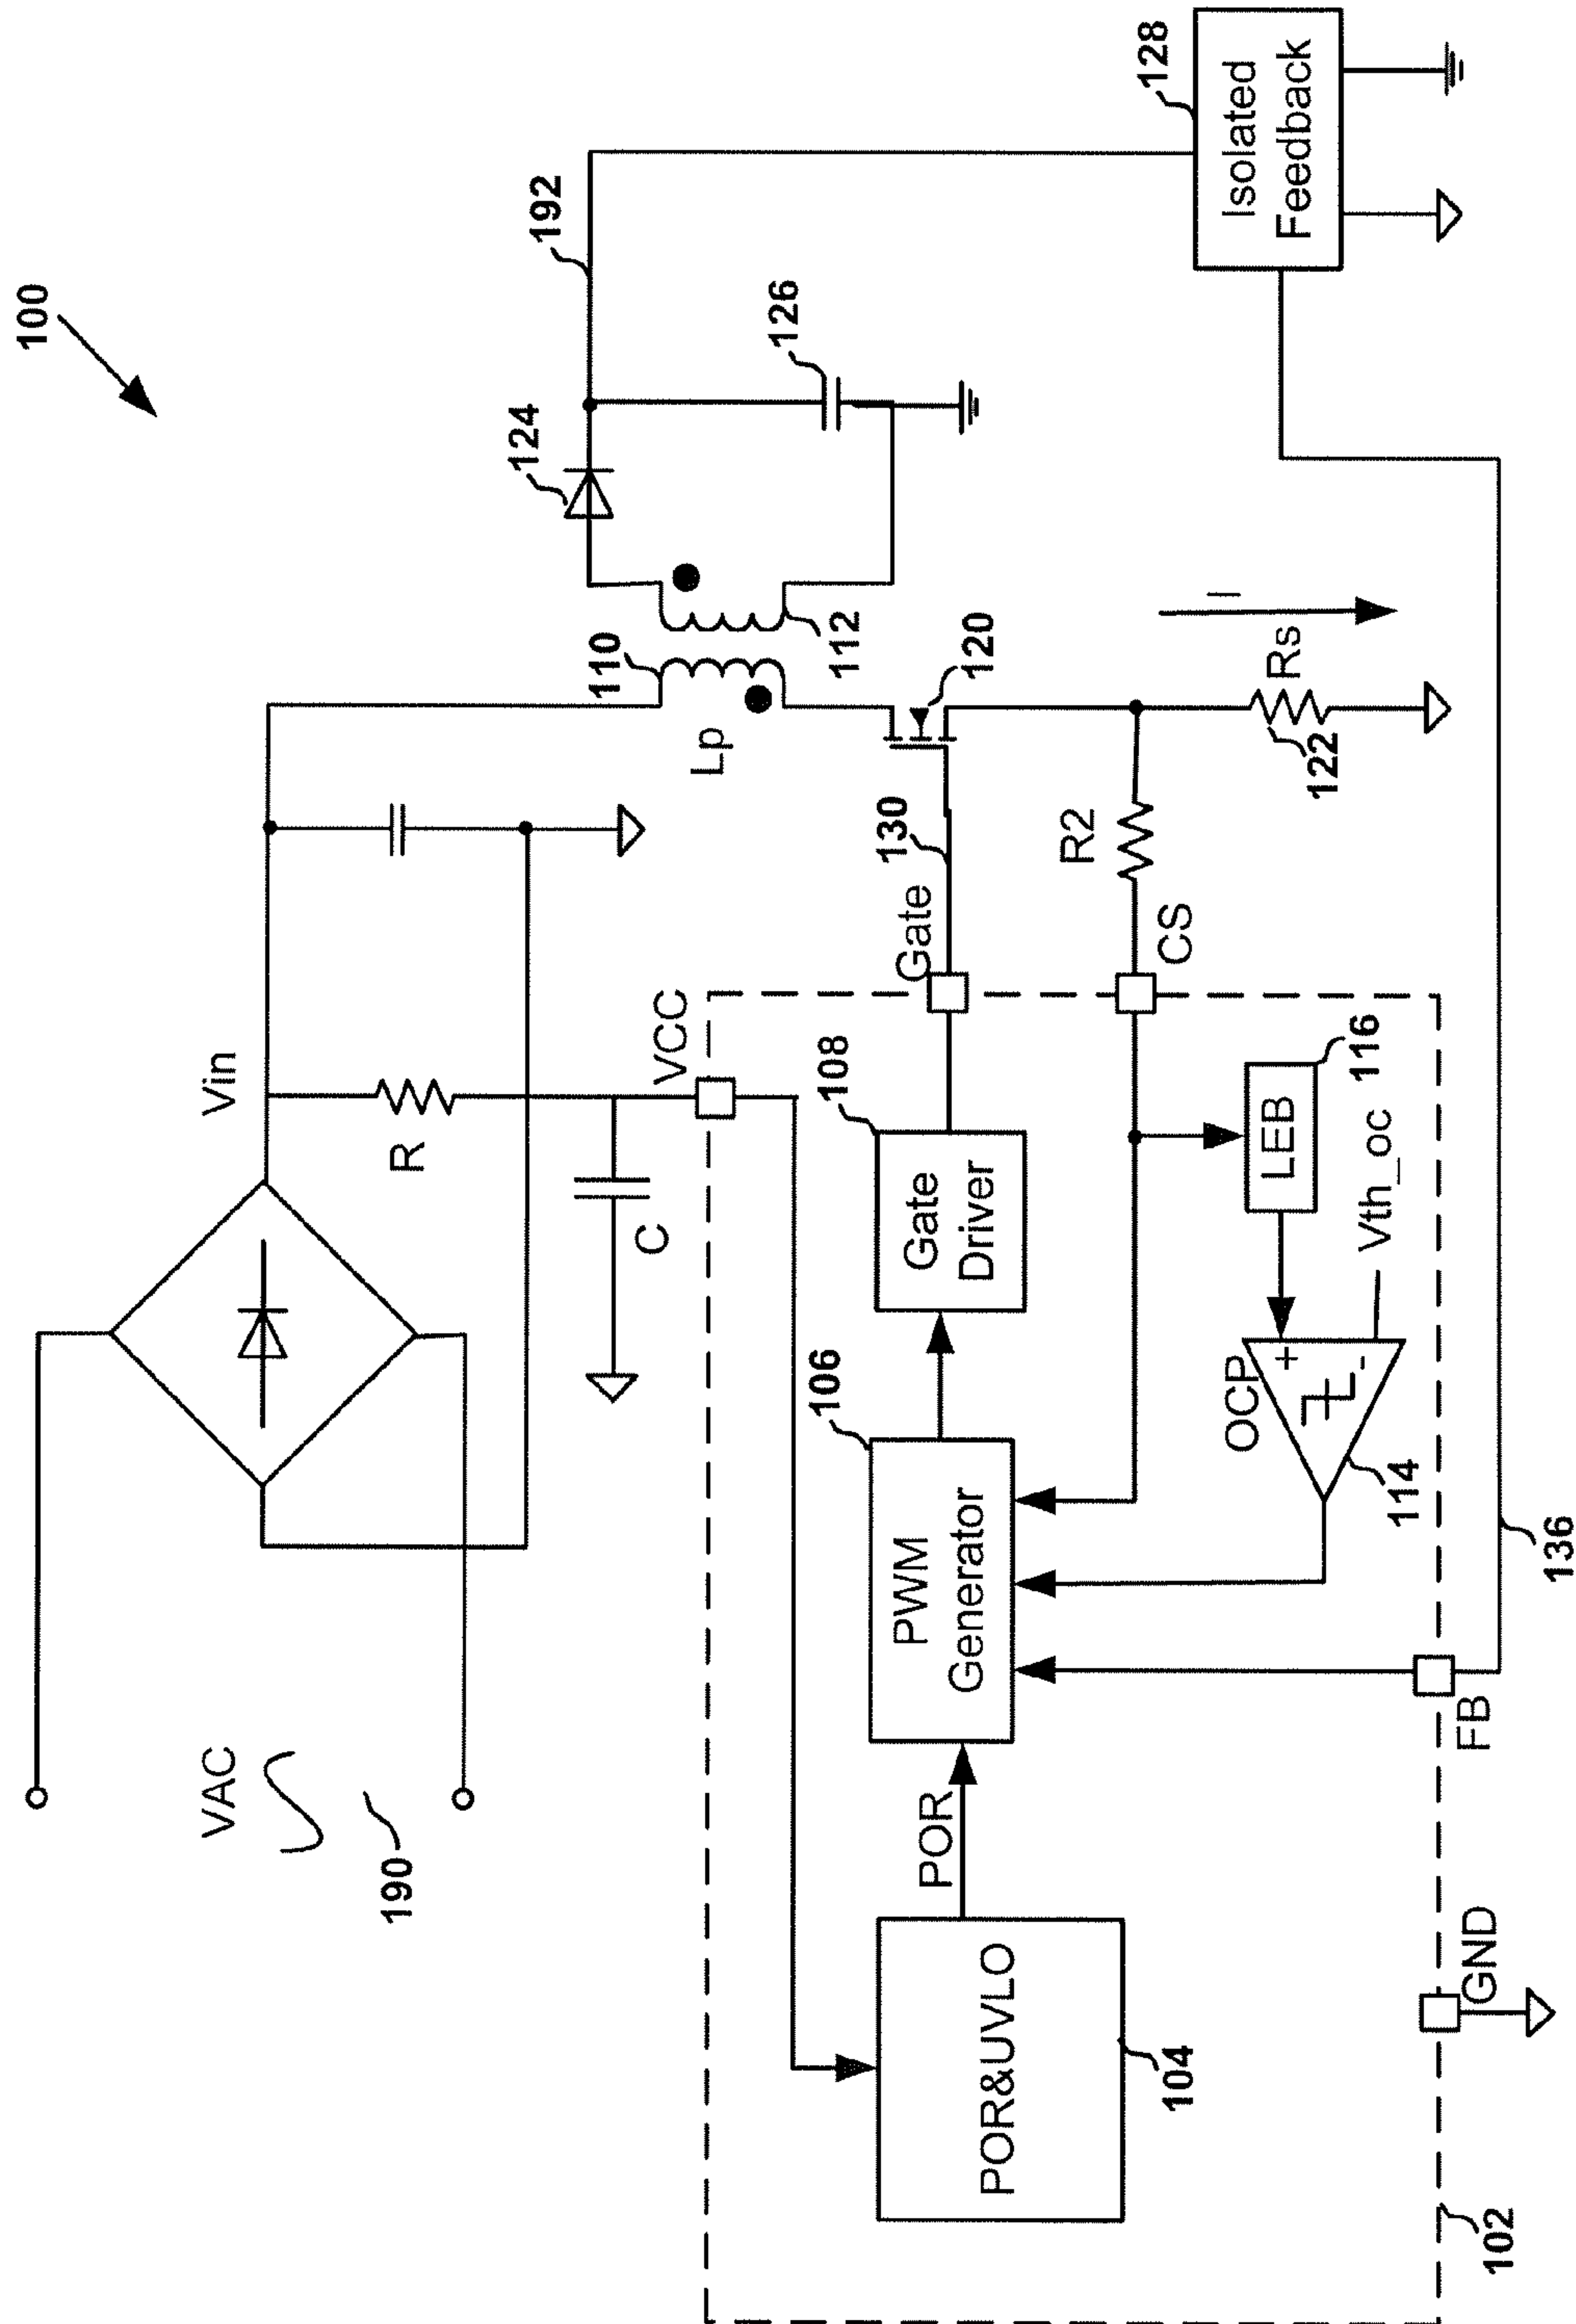 100
VAC
190
Vin
R
C
VCC
110
Lp
112
124
192
126
128
Isolated
Feedback
120
130
Gate
108
Gate
Driver
106
PWM
Generator
POR
POR&UVLO
104
R2
CS
I
Rs
122
LEB
116
Vth_oc
OCP
+
-
114
136
FB
GND
102